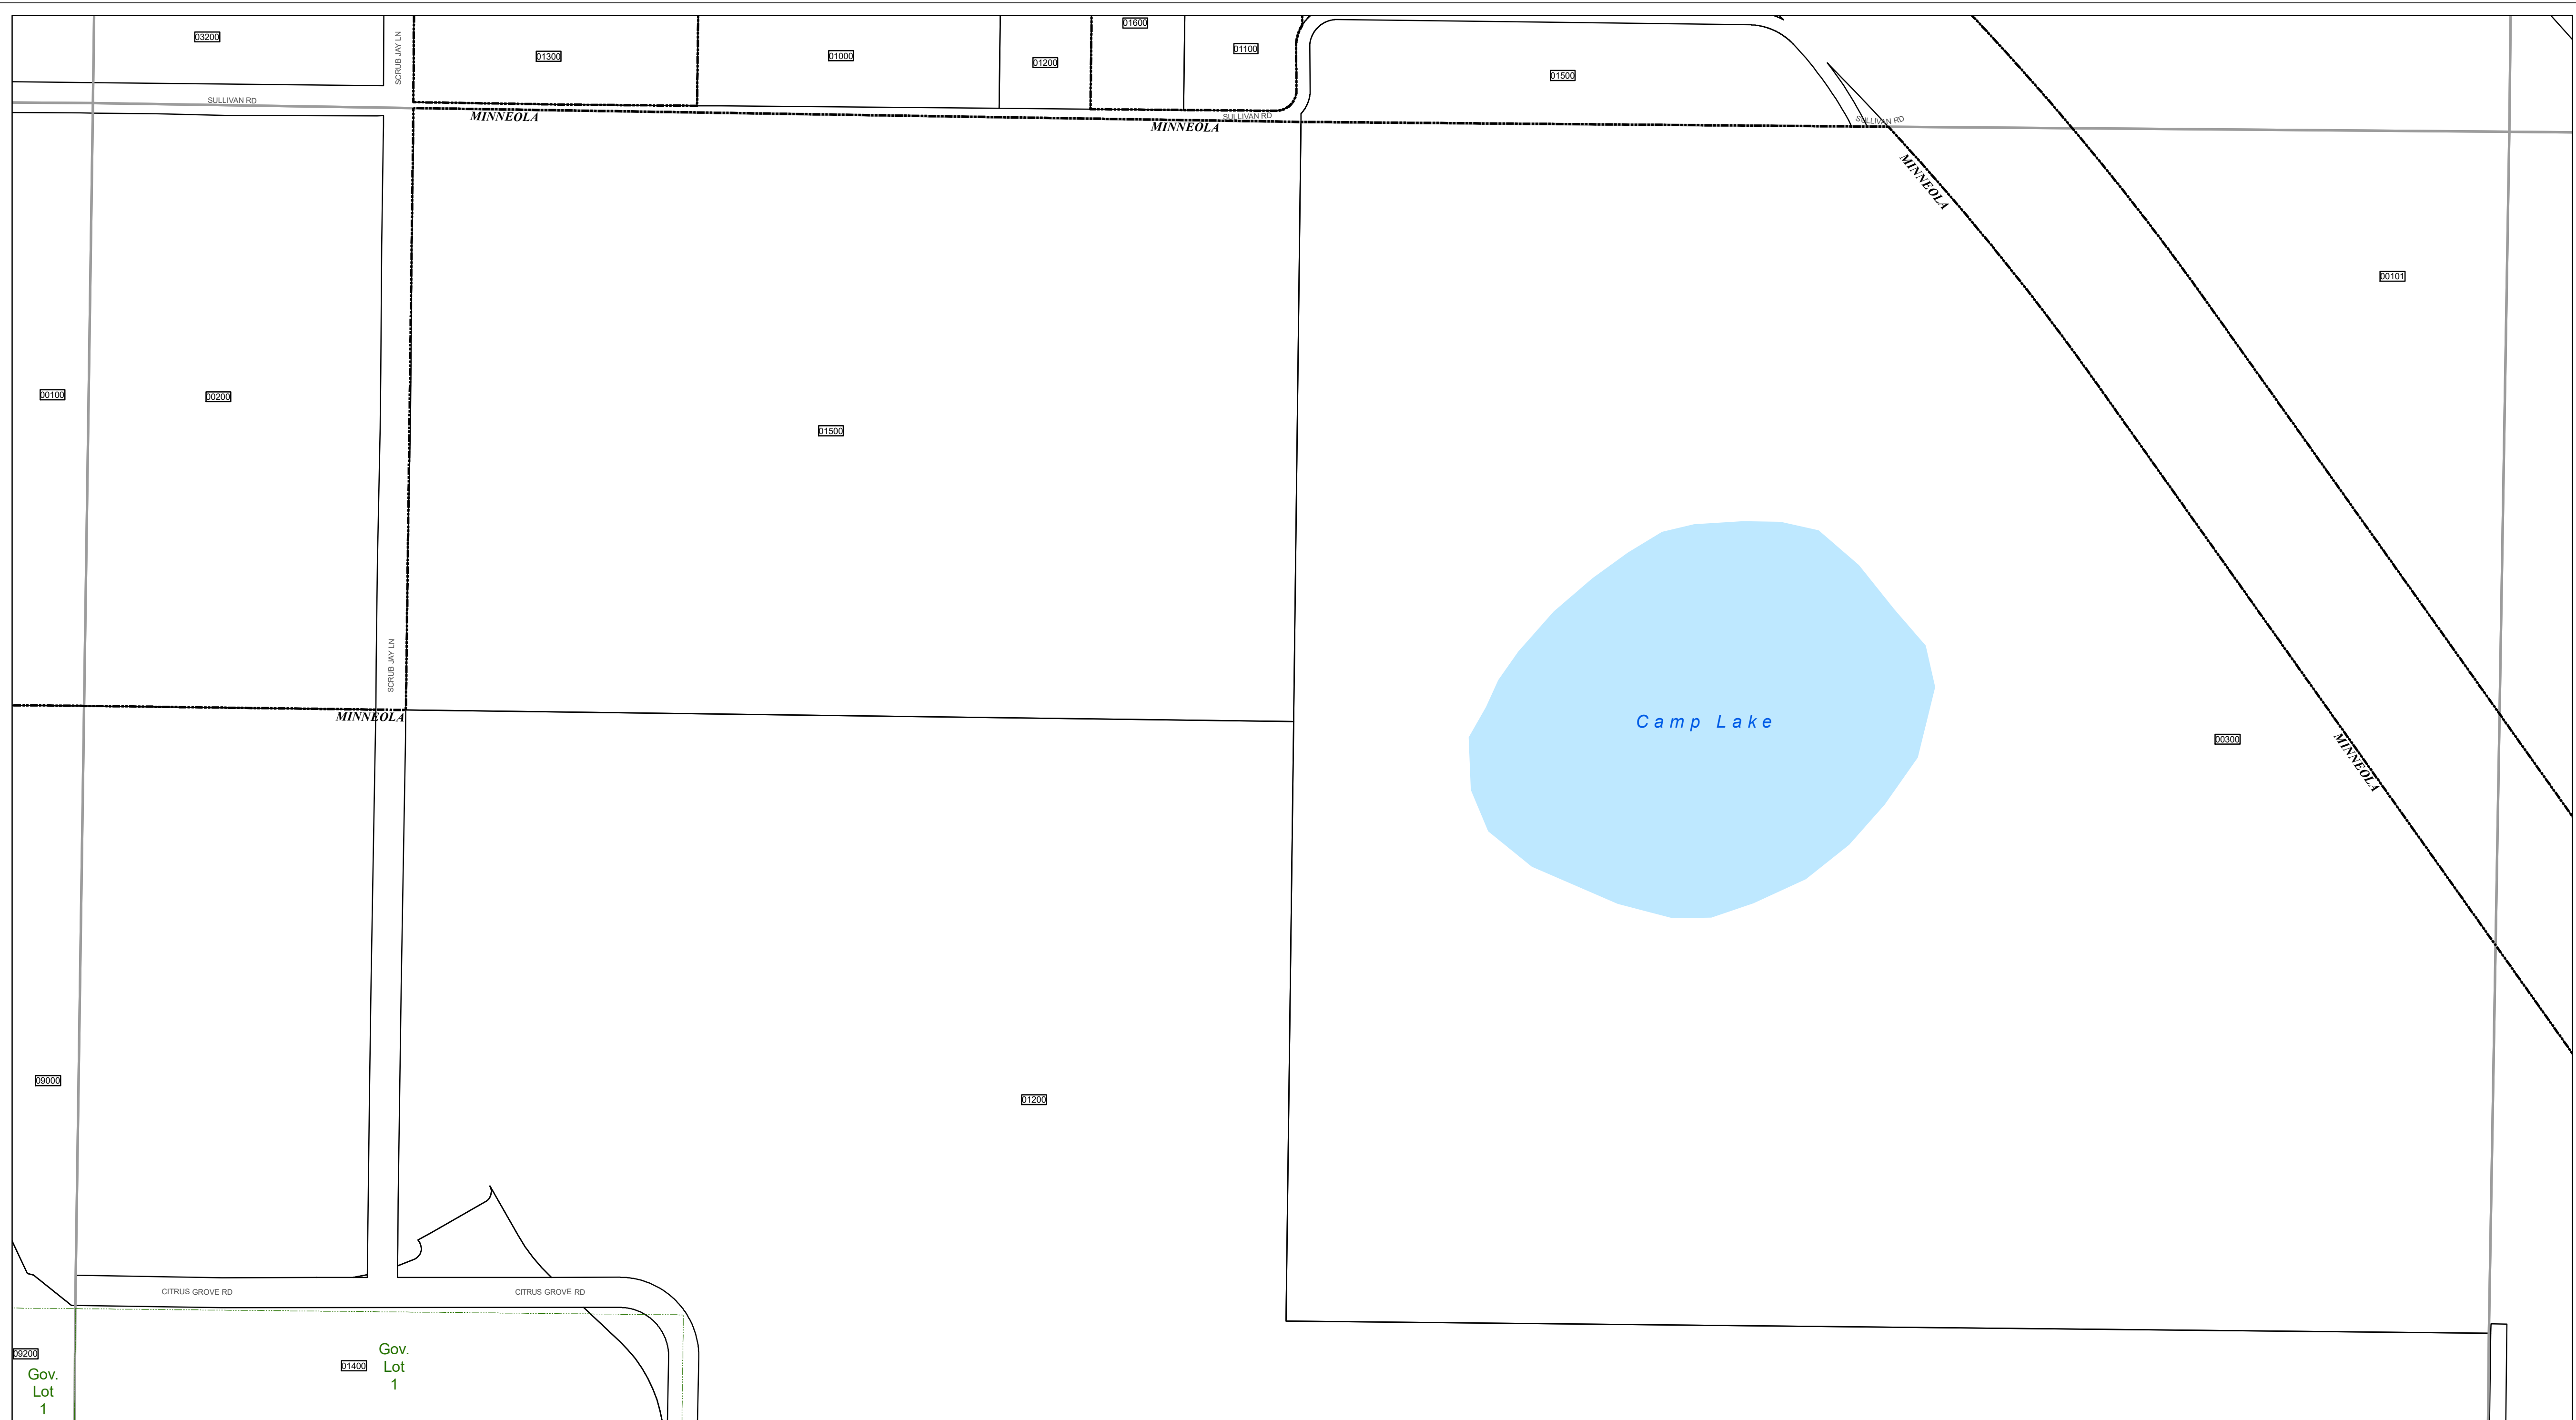 01600
03200
SCRUB JAY LN
01300
01000
01200
01100
01500
SULLIVAN RD
MINNEOLA
SULLIVAN RD
MINNEOLA
SULLIVAN RD
MINNEOLA
00101
00100
00200
01500
SCRUB JAY LN
MINNEOLA
Camp Lake
00300
MINNEOLA
09000
01200
CITRUS GROVE RD
CITRUS GROVE RD
09200
Gov.
Lot
1
01400
Gov.
Lot
1